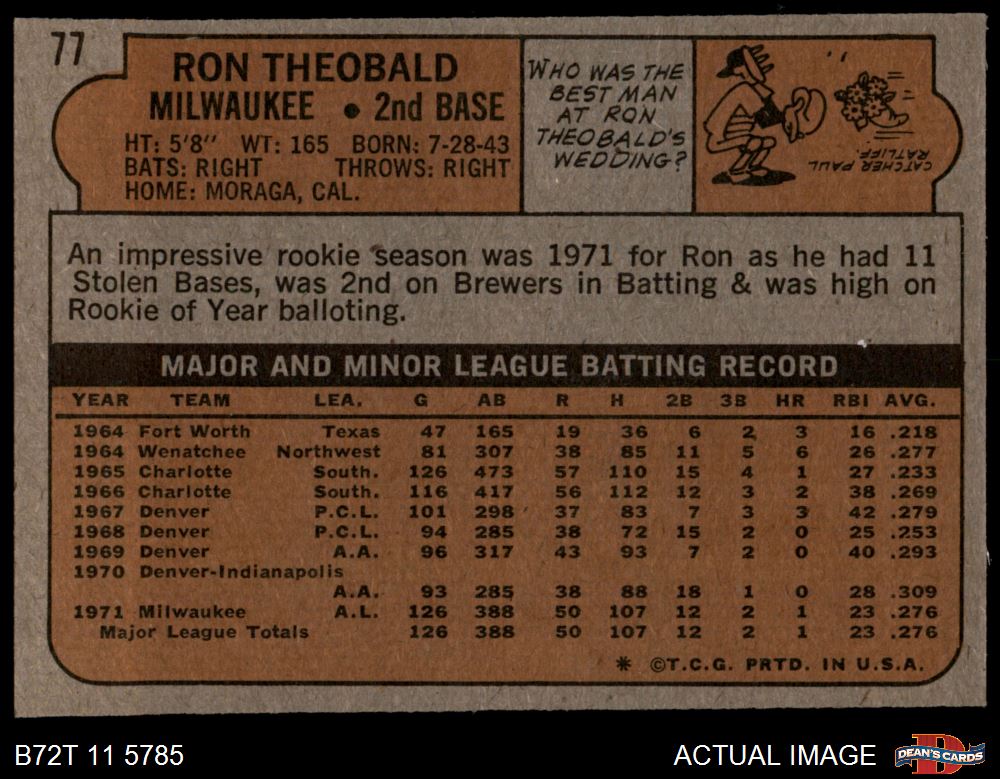 77
RON THEOBALD
MILWAUKEE • 2nd BASE
HT: 5'8" WT: 165 BORN: 7-28-43
BATS: RIGHT THROWS: RIGHT
HOME: MORAGA, CAL.
WHO WAS THE
BEST MAN
AT RON
THEOBALD'S
WEDDING?
CATCHER PAUL
RATLIFF.
An impressive rookie season was 1971 for Ron as he had 11
Stolen Bases, was 2nd on Brewers in Batting & was high on
Rookie of Year balloting.
MAJOR AND MINOR LEAGUE BATTING RECORD
YEAR TEAM LEA. G AB R H 2B 3B HR RBI AVG.
1964 Fort Worth Texas 47 165 19 36 6 2 3 16 .218
1964 Wenatchee Northwest 81 307 38 85 11 5 6 26 .277
1965 Charlotte South. 126 473 57 110 15 4 1 27 .233
1966 Charlotte South. 116 417 56 112 12 3 2 38 .269
1967 Denver P.C.L. 101 298 37 83 7 3 3 42 .279
1968 Denver P.C.L. 94 285 38 72 15 2 0 25 .253
1969 Denver A.A. 96 317 43 93 7 2 0 40 .293
1970 Denver-Indianapolis
A.A. 93 285 38 88 18 1 0 28 .309
1971 Milwaukee A.L. 126 388 50 107 12 2 1 23 .276
Major League Totals 126 388 50 107 12 2 1 23 .276
* ©T.C.G. PRTD. IN U.S.A.
B72T 11 5785
ACTUAL IMAGE
D
DEAN'S CARDS